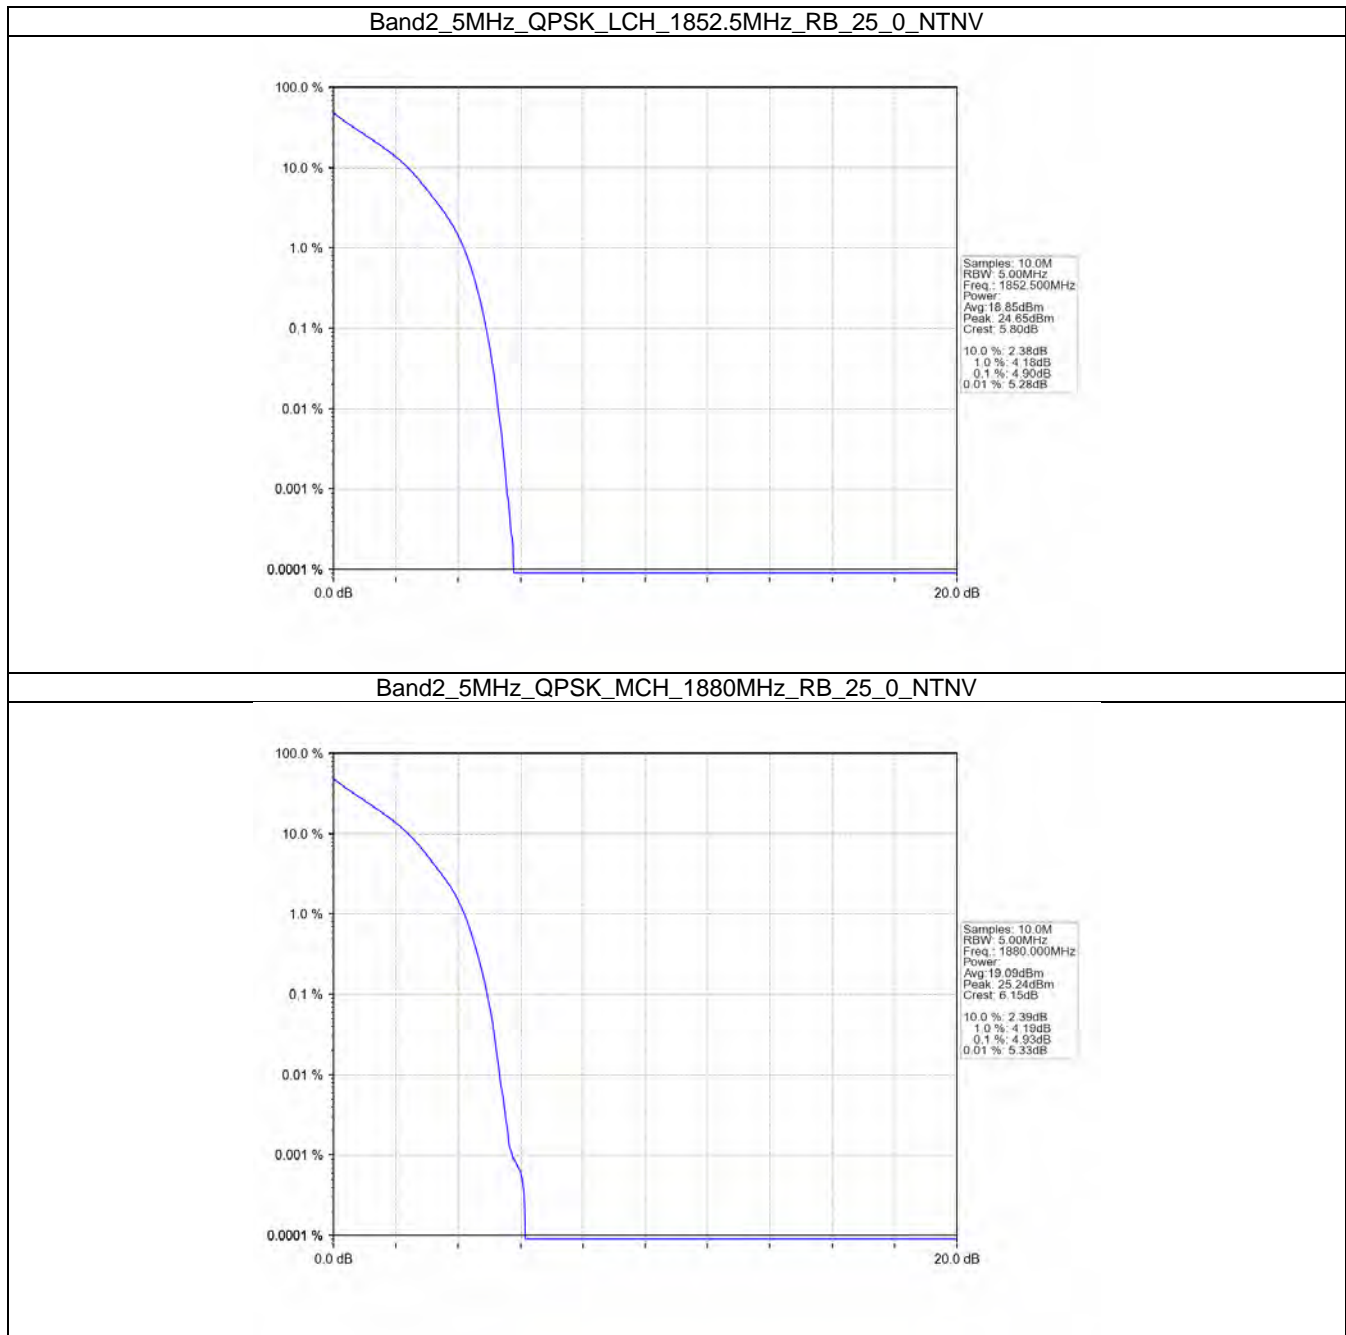 Band2_5MHz_QPSK_LCH_1852.5MHz_RB_25_0_NTNV
100.0 %
10.0 %
1.0 %
0.1 %
0.01 %
0.001 %
0.0001 %
0.0 dB
20.0 dB
Samples: 10.0M
RBW: 5.00MHz
Freq.: 1852.500MHz
Power:
Avg:18.85dBm
Peak: 24.65dBm
Crest: 5.80dB
10.0 %: 2.38dB
1.0 %: 4.18dB
0.1 %: 4.90dB
0.01 %: 5.28dB
Band2_5MHz_QPSK_MCH_1880MHz_RB_25_0_NTNV
100.0 %
10.0 %
1.0 %
0.1 %
0.01 %
0.001 %
0.0001 %
0.0 dB
20.0 dB
Samples: 10.0M
RBW: 5.00MHz
Freq.: 1880.000MHz
Power:
Avg:19.09dBm
Peak: 25.24dBm
Crest: 6.15dB
10.0 %: 2.39dB
1.0 %: 4.19dB
0.1 %: 4.93dB
0.01 %: 5.33dB